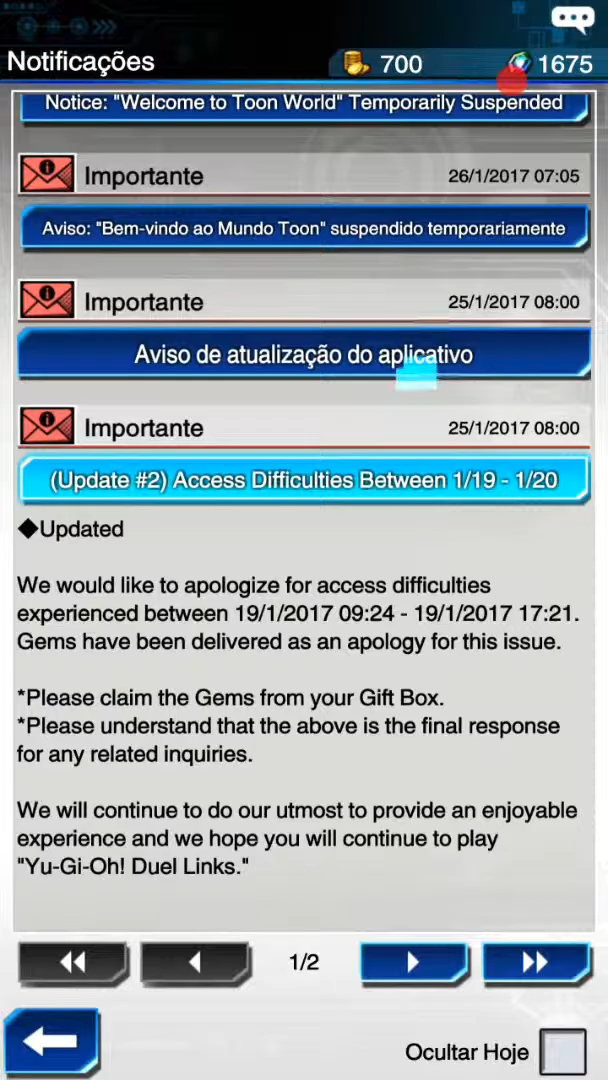 Notificações
700
1675
Notice: "Welcome to Toon World" Temporarily Suspended
Importante
26/1/2017 07:05
Aviso: "Bem-vindo ao Mundo Toon" suspendido temporariamente
Importante
25/1/2017 08:00
Aviso de atualização do aplicativo
Importante
25/1/2017 08:00
(Update #2) Access Difficulties Between 1/19 - 1/20
◆Updated
We would like to apologize for access difficulties
experienced between 19/1/2017 09:24 - 19/1/2017 17:21.
Gems have been delivered as an apology for this issue.
*Please claim the Gems from your Gift Box.
*Please understand that the above is the final response
for any related inquiries.
We will continue to do our utmost to provide an enjoyable
experience and we hope you will continue to play
"Yu-Gi-Oh! Duel Links."
1/2
Ocultar Hoje